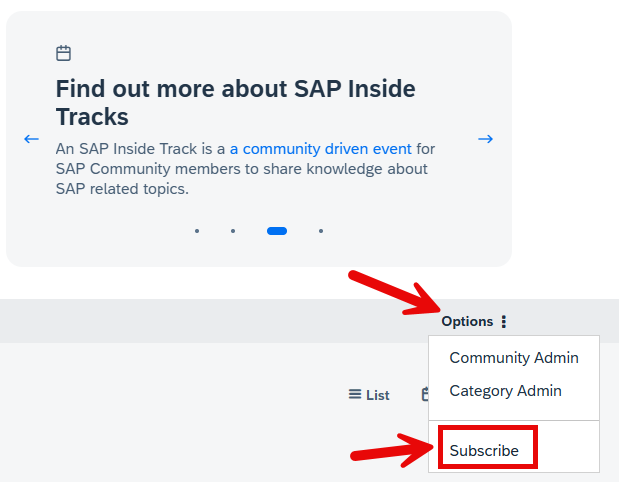 Find out more about SAP Inside
Tracks
An SAP Inside Track is a a community driven event for
SAP Community members to share knowledge about
SAP related topics.
Options
Community Admin
Category Admin
List
Subscribe